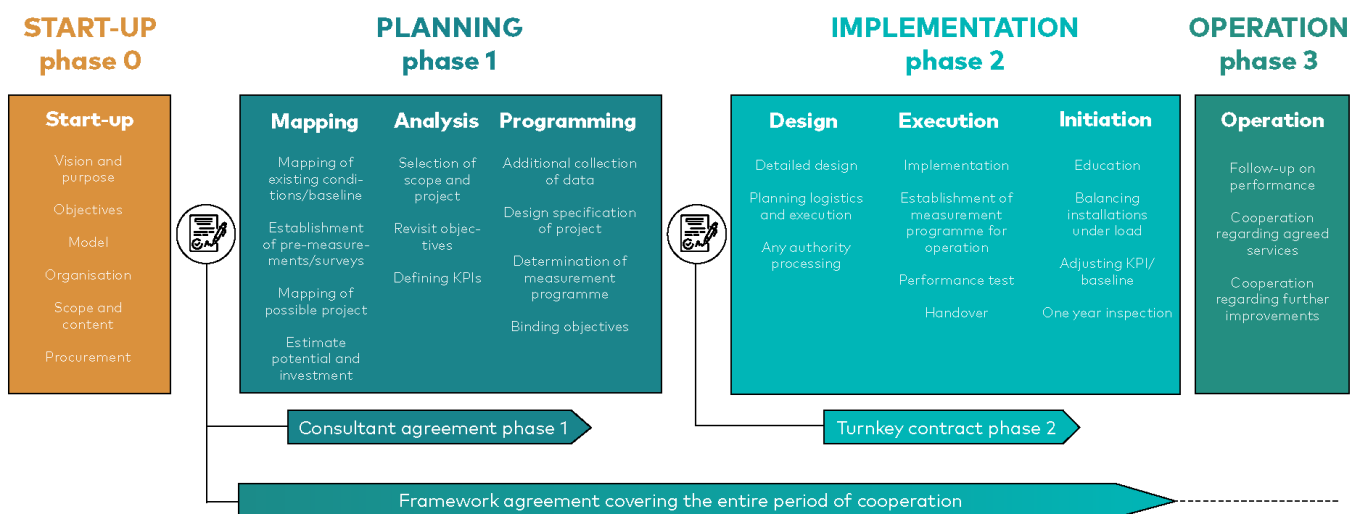 START-UP
phase 0
PLANNING
phase 1
IMPLEMENTATION
phase 2
OPERATION
phase 3
Start-up
Vision and
purpose
Objectives
Model
Organisation
Scope and
content
Procurement
Mapping
Mapping of
existing condi-
tions/baseline
Establishment
of pre-measure-
ments/surveys
Mapping of
possible project
Estimate
potential and
investment
Analysis
Selection of
scope and
project
Revisit objec-
tives
Defining KPIs
Programming
Additional collection
of data
Design specification
of project
Determination of
measurement
programme
Binding objectives
Design
Detailed design
Planning logistics
and execution
Any authority
processing
Execution
Implementation
Establishment of
measurement
programme for
operation
Performance test
Handover
Initiation
Education
Balancing
installations
under load
Adjusting KPI/
baseline
One year inspection
Operation
Follow-up on
performance
Cooperation
regarding agreed
services
Cooperation
regarding further
improvements
Consultant agreement phase 1
Turnkey contract phase 2
Framework agreement covering the entire period of cooperation